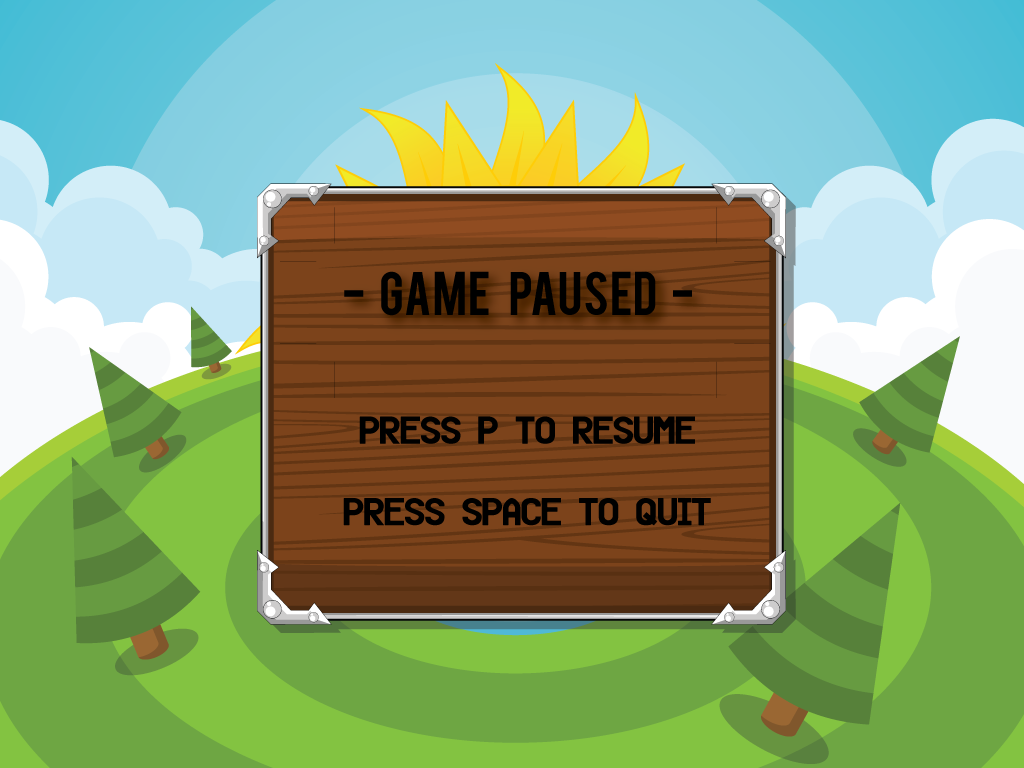 - GAME PAUSED -
PRESS P TO RESUME
PRESS SPACE TO QUIT